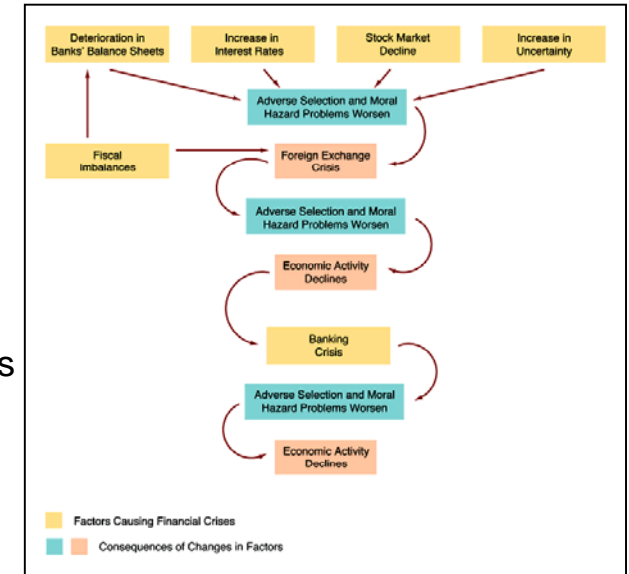 Deterioration in
Banks' Balance Sheets
Increase in
Interest Rates
Stock Market
Decline
Increase in
Uncertainty
Adverse Selection and Moral
Hazard Problems Worsen
Fiscal
Imbalances
Foreign Exchange
Crisis
Adverse Selection and Moral
Hazard Problems Worsen
Economic Activity
Declines
Banking
Crisis
s
Adverse Selection and Moral
Hazard Problems Worsen
Economic Activity
Declines
Factors Causing Financial Crises
Consequences of Changes in Factors